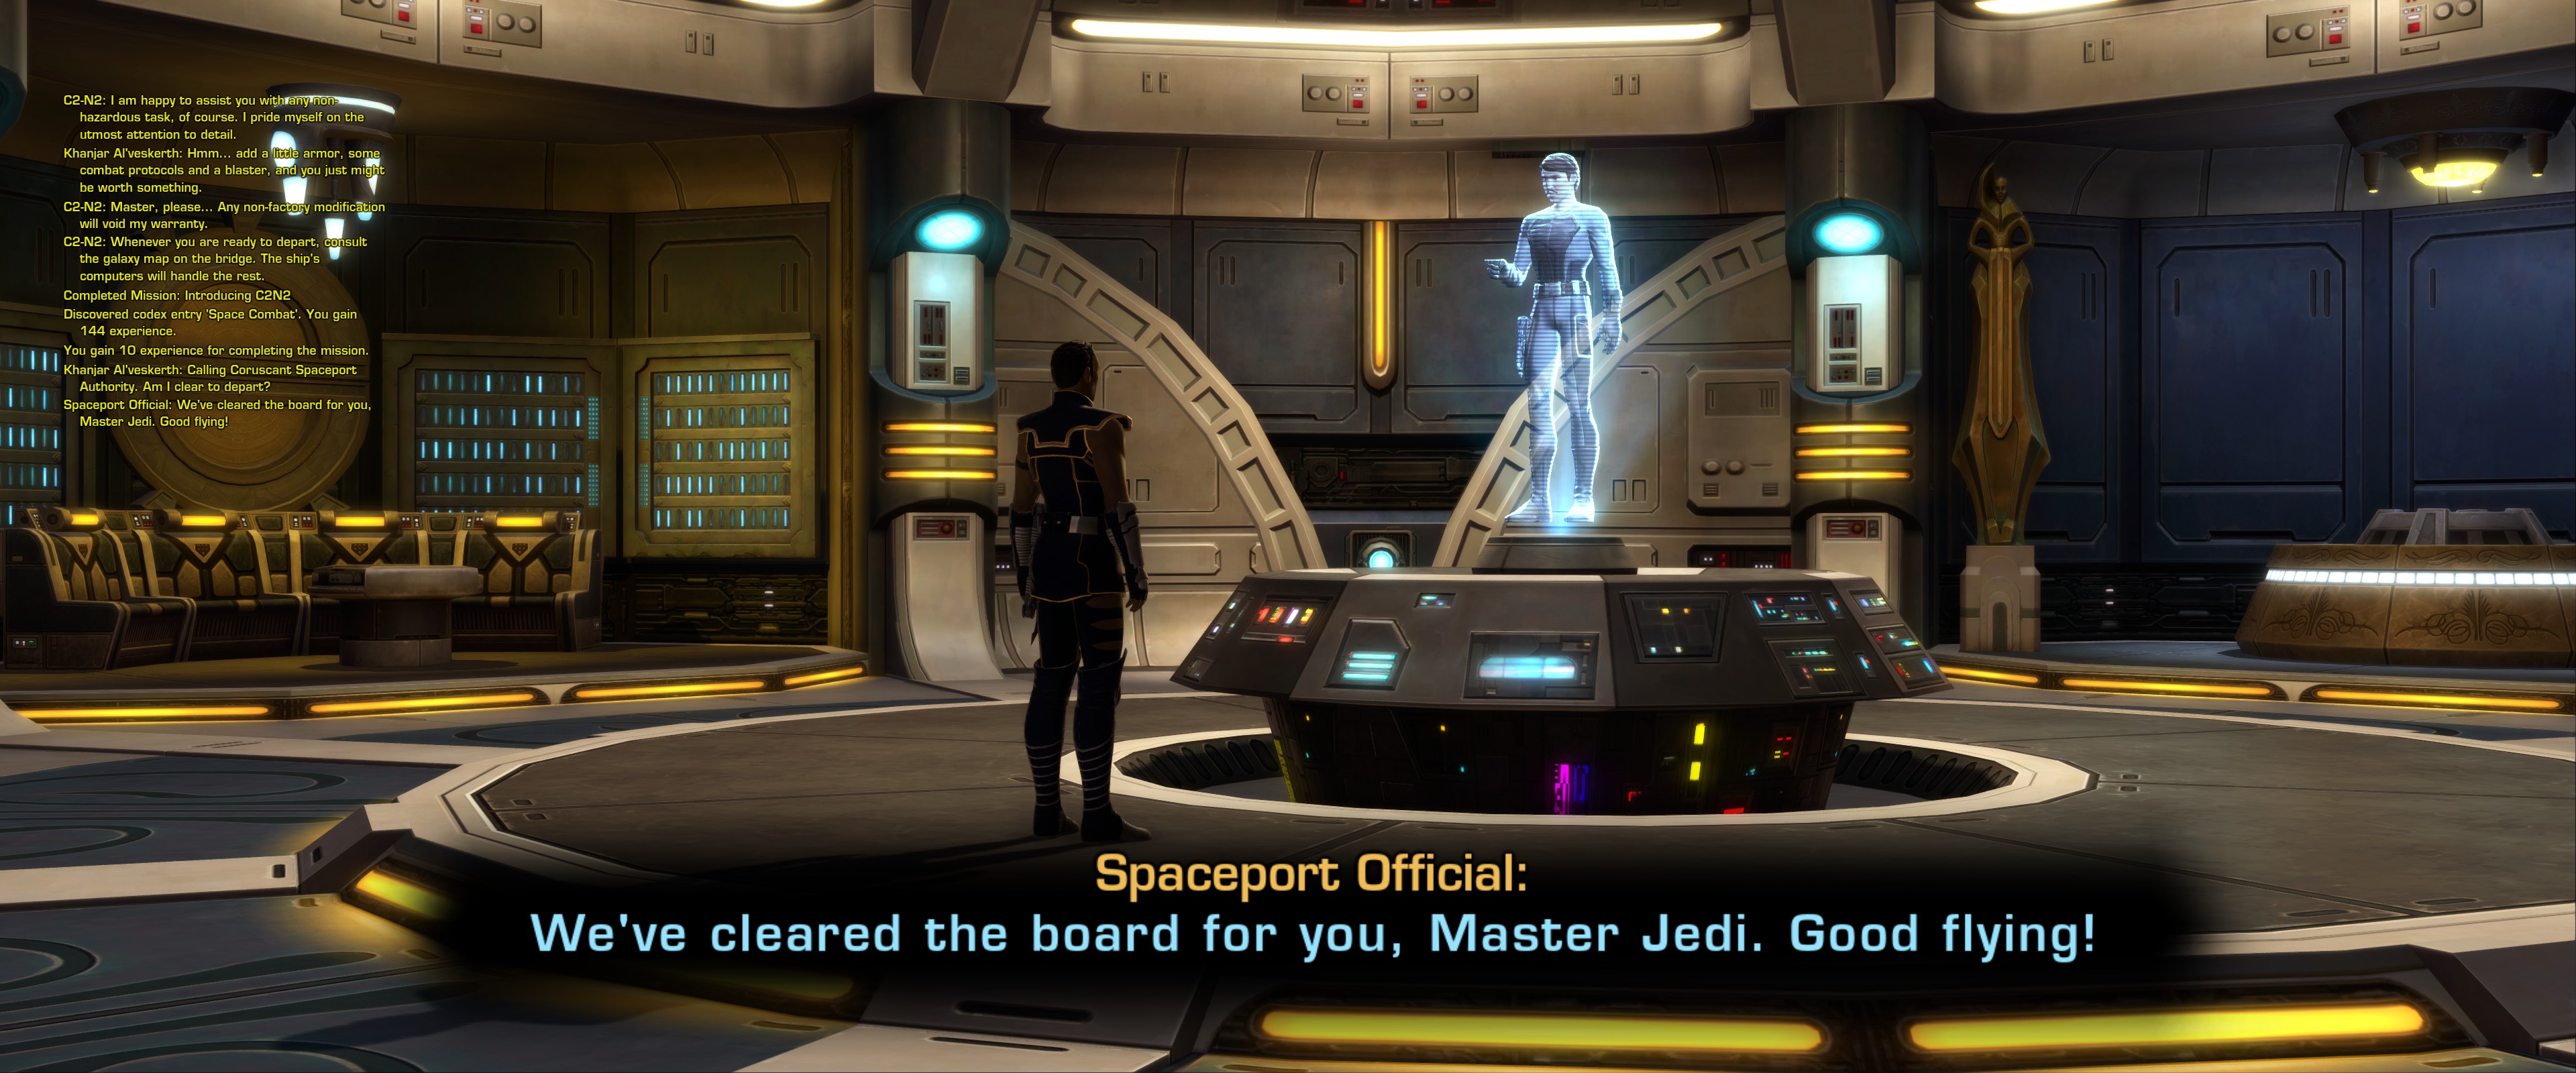 C2-N2: I am happy to assist you with any non-
hazardous task, of course. I pride myself on the
utmost attention to detail.
Khanjar Al'veskerth: Hmm... add a little armor, some
combat protocols and a blaster, and you just might
be worth something.
C2-N2: Master, please... Any non-factory modification
will void my warranty.
C2-N2: Whenever you are ready to depart, consult
the galaxy map on the bridge. The ship's
computers will handle the rest.
Completed Mission: Introducing C2N2
Discovered codex entry 'Space Combat'. You gain
144 experience.
You gain 10 experience for completing the mission.
Khanjar Al'veskerth: Calling Coruscant Spaceport
Authority. Am I clear to depart?
Spaceport Official: We've cleared the board for you,
Master Jedi. Good flying!
Spaceport Official:
We've cleared the board for you, Master Jedi. Good flying!